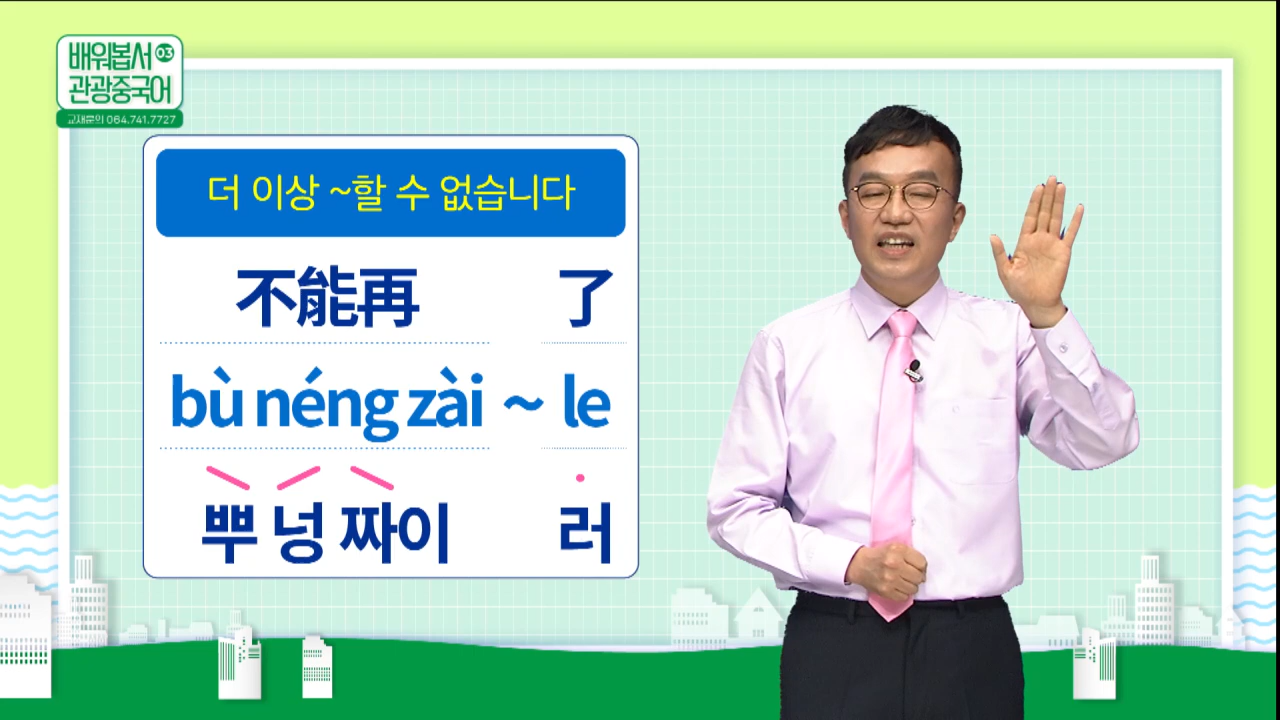 배워봅서 03
관광중국어
교재문의 064.741.7727
더 이상 ~할 수 없습니다
不能再 了
bù néng zài ~ le
뿌 넝 짜이 러